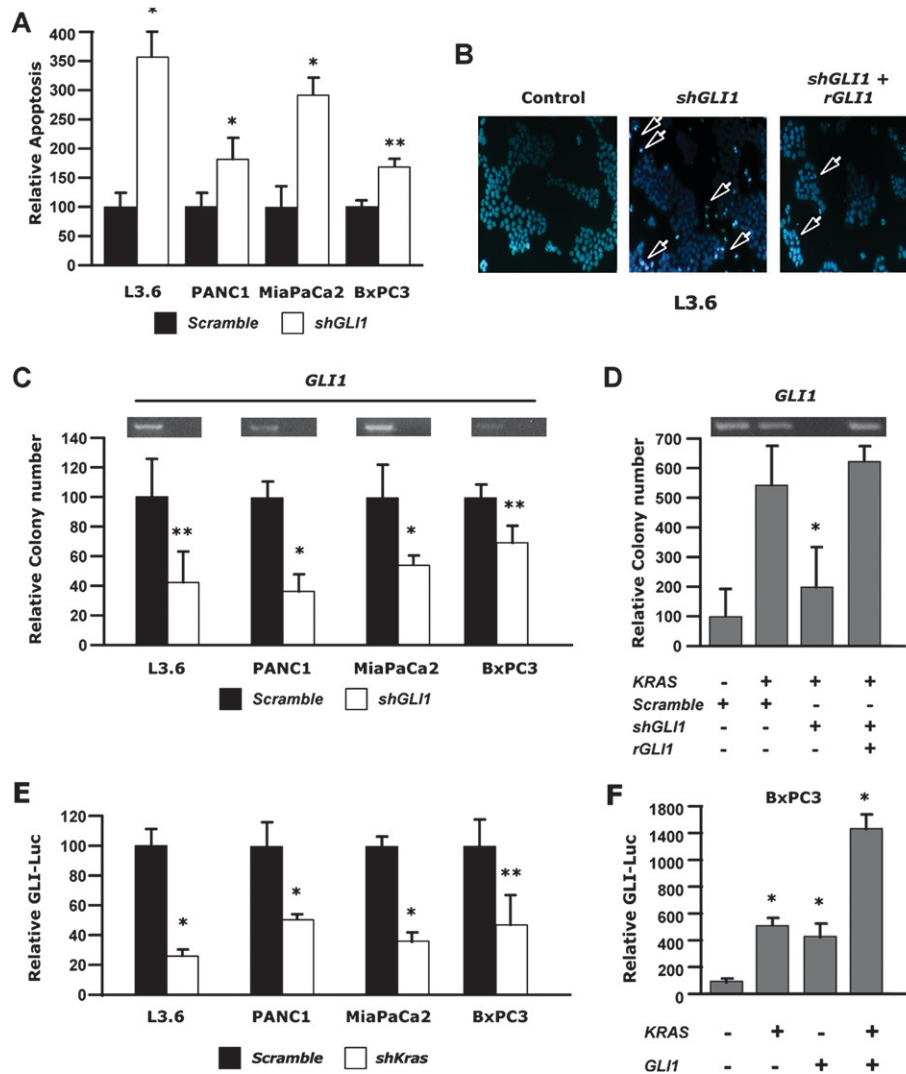 A
Relative Apoptosis
400
350
300
250
200
150
100
50
0
*
*
*
**
L3.6 PANC1 MiaPaCa2 BxPC3
Scramble shGLI1
B
Control shGLI1 shGLI1 +
rGLI1
L3.6
C
GLI1
Relative Colony number
140
120
100
80
60
40
20
0
**
*
*
**
L3.6 PANC1 MiaPaCa2 BxPC3
Scramble shGLI1
D
GLI1
Relative Colony number
700
600
500
400
300
200
100
0
*
KRAS - + + +
Scramble + + - -
shGLI1 - - + +
rGLI1 - - - +
E
Relative GLI-Luc
120
100
80
60
40
20
0
*
*
*
**
L3.6 PANC1 MiaPaCa2 BxPC3
Scramble shKras
F
BxPC3
Relative GLI-Luc
1800
1400
800
600
400
200
0
*
*
*
KRAS - + - +
GLI1 - - + +